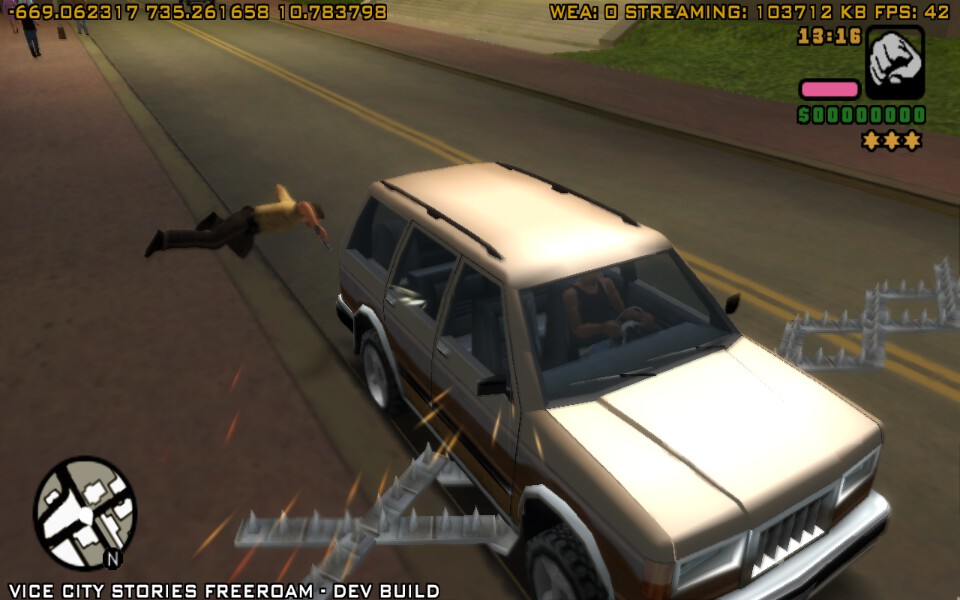 -669.062317 735.261658 10.783798
WEA: 0 STREAMING: 103712 KB FPS: 42
13:16
$00000000
N
VICE CITY STORIES FREEROAM - DEV BUILD